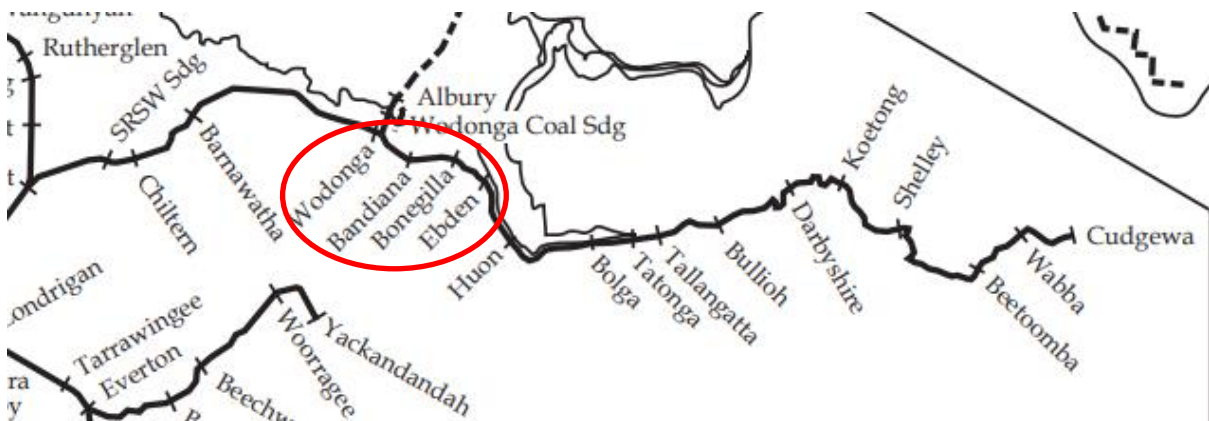 Rutherglen
SRSW Sdg
Albury
Wodonga Coal Sdg
Barnawatha
Chiltern
Wodonga
Bandiana
Bonegilla
Ebden
Huon
Bolga
Tatonga
Tallangatta
Bullioh
Darbyshire
Koetong
Shelley
Beetoomba
Wabba
Cudgewa
Tarrawingee
Everton
Woorragee
Yackandandah